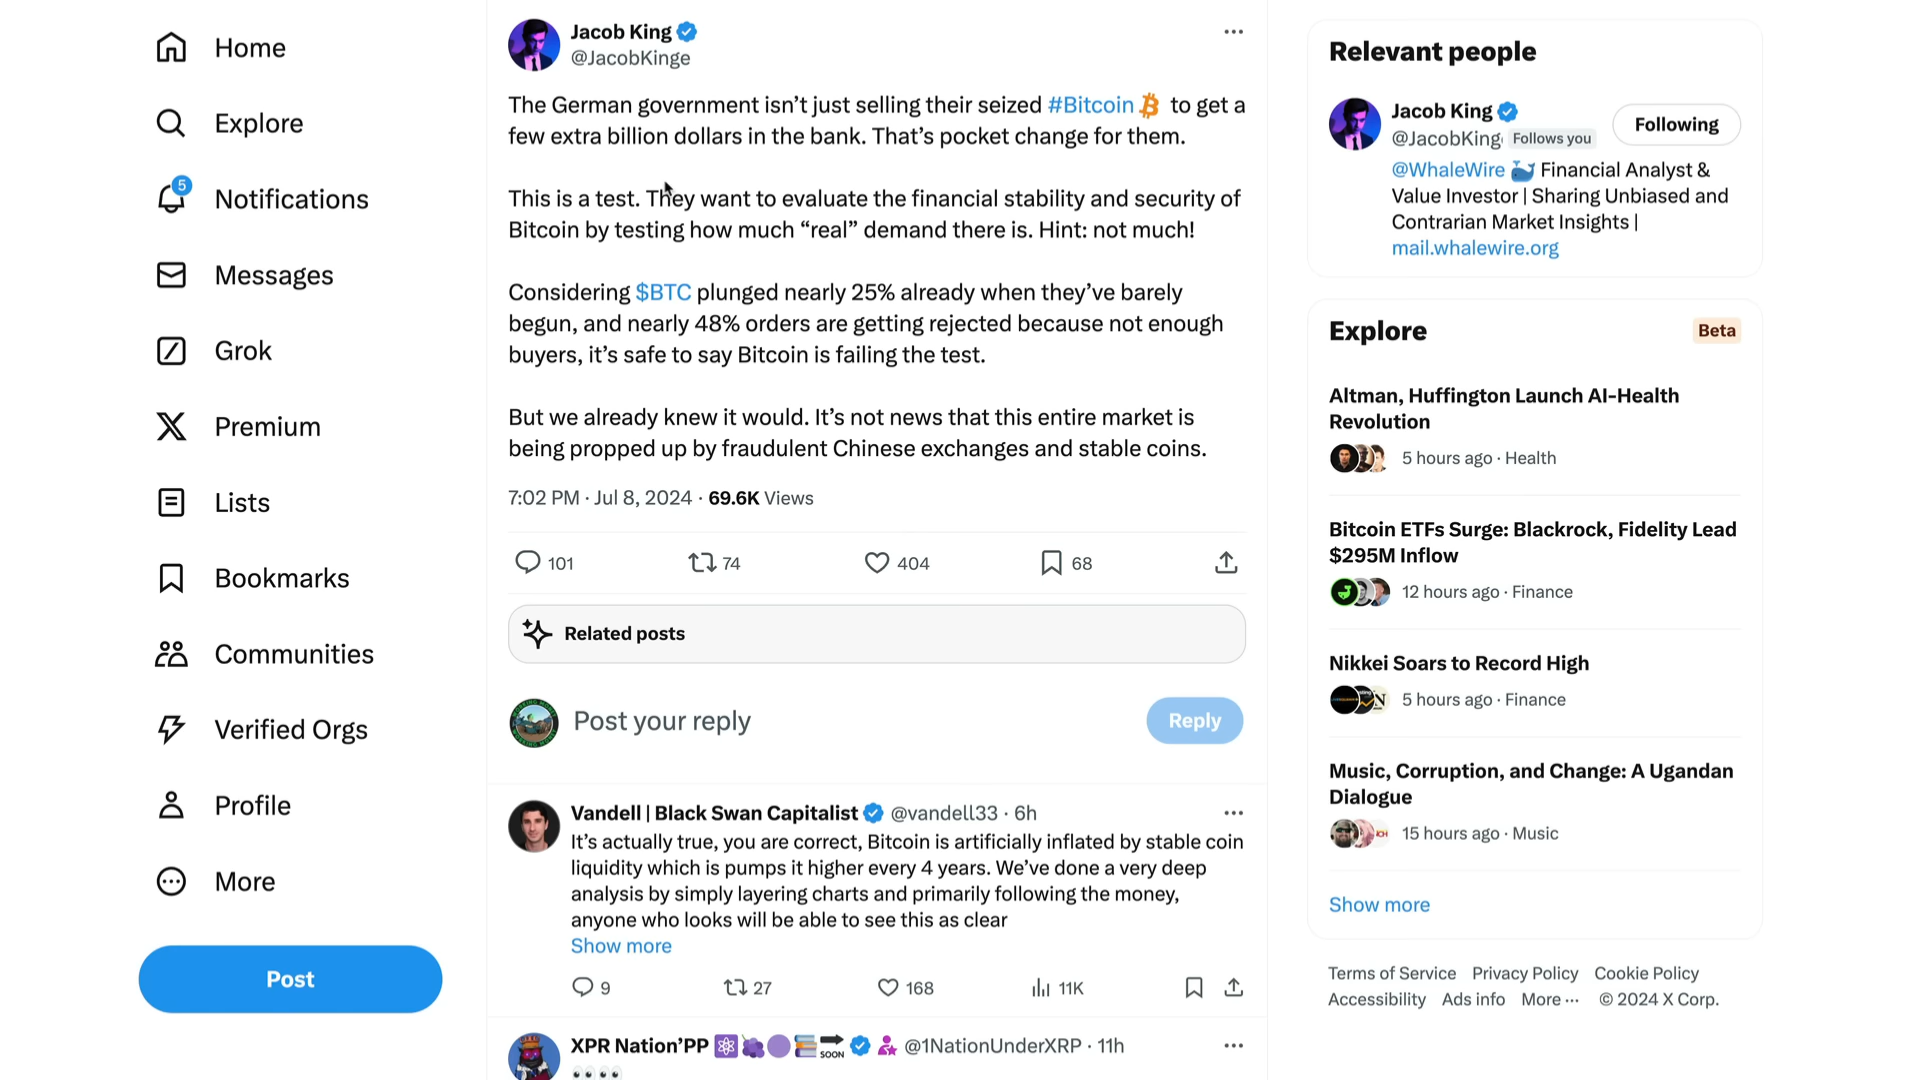 Home
Explore
5
Notifications
Messages
Grok
Premium
Lists
Bookmarks
Communities
Verified Orgs
Profile
More
Post
Jacob King
@JacobKinge
The German government isn’t just selling their seized #Bitcoin to get a
few extra billion dollars in the bank. That’s pocket change for them.
This is a test. They want to evaluate the financial stability and security of
Bitcoin by testing how much “real” demand there is. Hint: not much!
Considering $BTC plunged nearly 25% already when they’ve barely
begun, and nearly 48% orders are getting rejected because not enough
buyers, it’s safe to say Bitcoin is failing the test.
But we already knew it would. It’s not news that this entire market is
being propped up by fraudulent Chinese exchanges and stable coins.
7:02 PM · Jul 8, 2024 · 69.6K Views
101 74 404 68
Related posts
Post your reply
Reply
Vandell | Black Swan Capitalist @vandell33 · 6h
It’s actually true, you are correct, Bitcoin is artificially inflated by stable coin
liquidity which is pumps it higher every 4 years. We’ve done a very deep
analysis by simply layering charts and primarily following the money,
anyone who looks will be able to see this as clear
Show more
9 27 168 11K
XPR Nation’PP SOON @1NationUnderXRP · 11h
Relevant people
Jacob King
@JacobKing Follows you
Following
@WhaleWire Financial Analyst &
Value Investor | Sharing Unbiased and
Contrarian Market Insights |
mail.whalewire.org
Explore
Beta
Altman, Huffington Launch AI-Health
Revolution
5 hours ago · Health
Bitcoin ETFs Surge: Blackrock, Fidelity Lead
$295M Inflow
12 hours ago · Finance
Nikkei Soars to Record High
5 hours ago · Finance
Music, Corruption, and Change: A Ugandan
Dialogue
15 hours ago · Music
Show more
Terms of Service Privacy Policy Cookie Policy
Accessibility Ads info More ··· © 2024 X Corp.